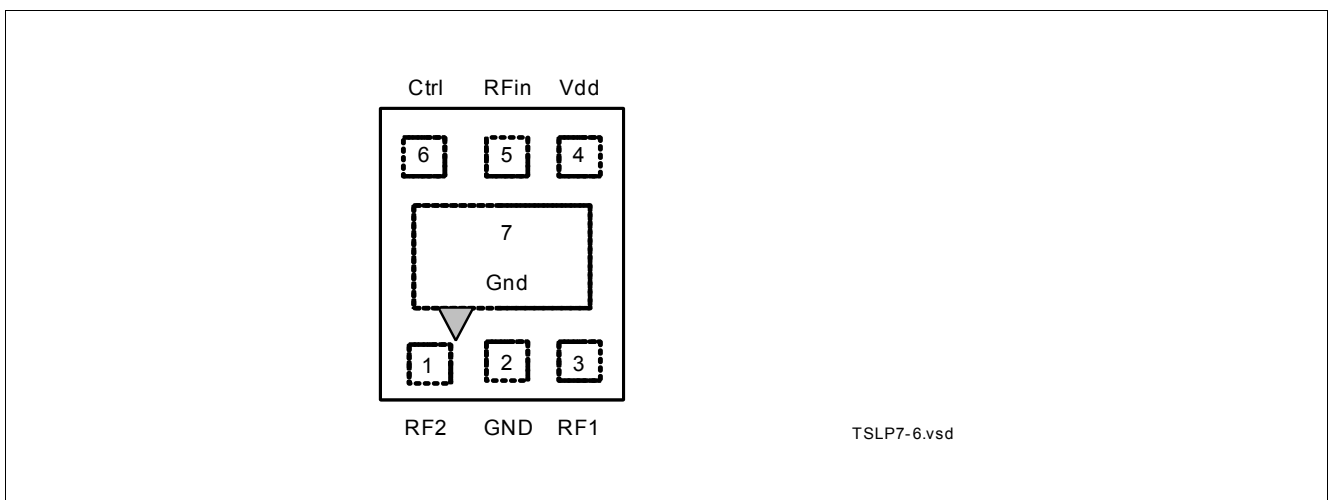 Ctrl RFin Vdd
6 5 4
7
Gnd
1 2 3
RF2 GND RF1
TSLP7-6.vsd